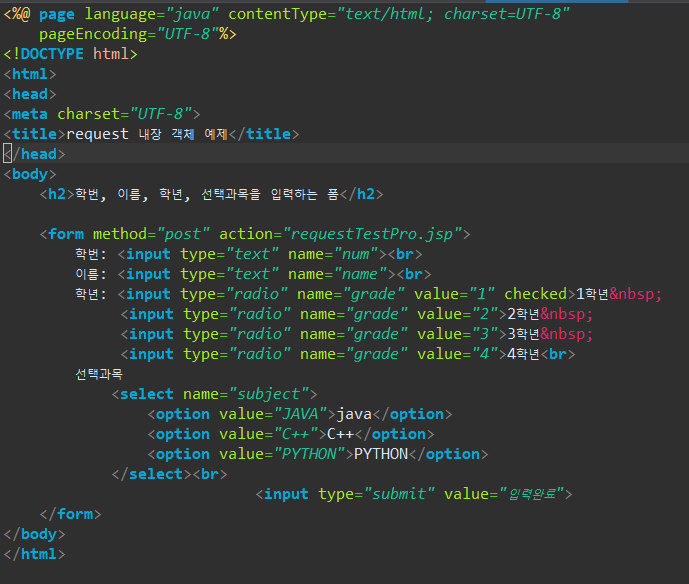 <%@ page language="java" contentType="text/html; charset=UTF-8"
    pageEncoding="UTF-8"%>
<!DOCTYPE html>
<html>
<head>
<meta charset="UTF-8">
<title>request 내장 객체 예제</title>
</head>
<body>
    <h2>학번, 이름, 학년, 선택과목을 입력하는 폼</h2>
    <form method="post" action="requestTestPro.jsp">
        학번: <input type="text" name="num"><br>
        이름: <input type="text" name="name"><br>
        학년: <input type="radio" name="grade" value="1" checked>1학년&nbsp;
             <input type="radio" name="grade" value="2">2학년&nbsp;
             <input type="radio" name="grade" value="3">3학년&nbsp;
             <input type="radio" name="grade" value="4">4학년<br>
        선택과목
            <select name="subject">
                <option value="JAVA">java</option>
                <option value="C++">C++</option>
                <option value="PYTHON">PYTHON</option>
            </select><br>
                            <input type="submit" value="입력완료">
    </form>
</body>
</html>